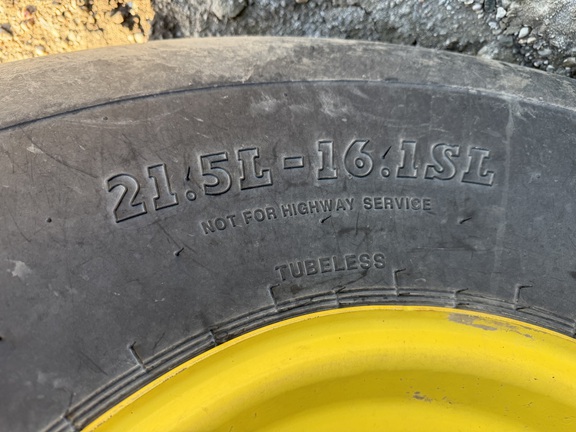 21.5L-16.1SL
NOT FOR HIGHWAY SERVICE
TUBELESS